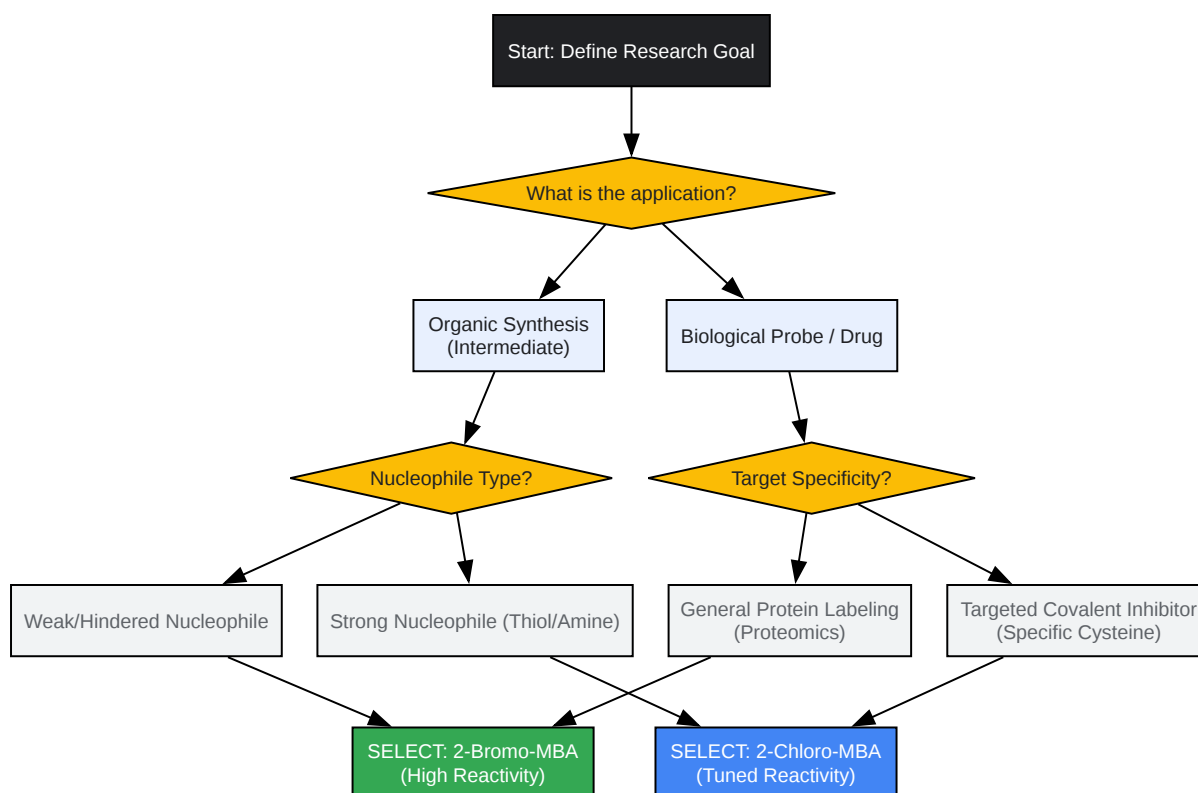 Start: Define Research Goal
What is the application?
Organic Synthesis
(Intermediate)
Biological Probe / Drug
Nucleophile Type?
Target Specificity?
Weak/Hindered Nucleophile
Strong Nucleophile (Thiol/Amine)
General Protein Labeling
(Proteomics)
Targeted Covalent Inhibitor
(Specific Cysteine)
SELECT: 2-Bromo-MBA
(High Reactivity)
SELECT: 2-Chloro-MBA
(Tuned Reactivity)